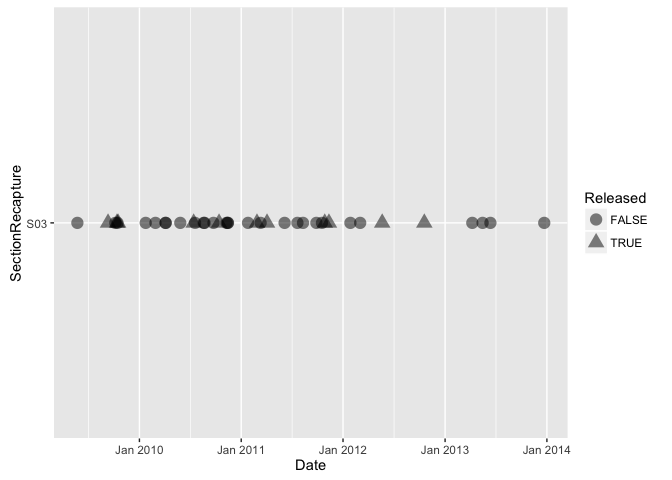 SectionRecapture
S03
Jan 2010
Jan 2011
Jan 2012
Jan 2013
Jan 2014
Date
Released
FALSE
TRUE